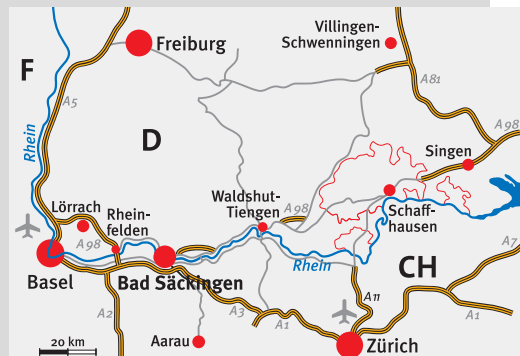 Villingen-
Schwenningen
Freiburg
F
A5
A81
Rhein
D
A98
Singen
Waldshut-
Tiengen
A98
Lörrach
Rhein-
felden
Schaff-
hausen
A98
Rhein
CH
A7
Basel
Bad Säckingen
A2
A3
A1
A11
A1
20 km
Aarau
Zürich